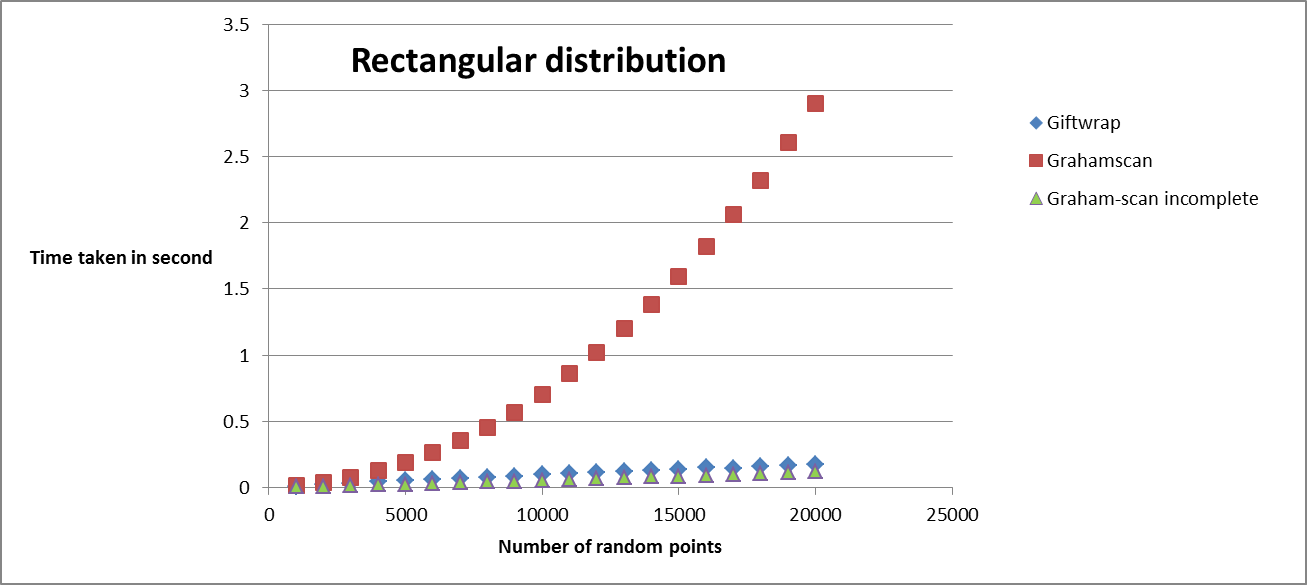 Rectangular distribution
3.5
3
2.5
2
1.5
1
0.5
0
Time taken in second
0 5000 10000 15000 20000 25000
Number of random points
Giftwrap
Grahamscan
Graham-scan incomplete